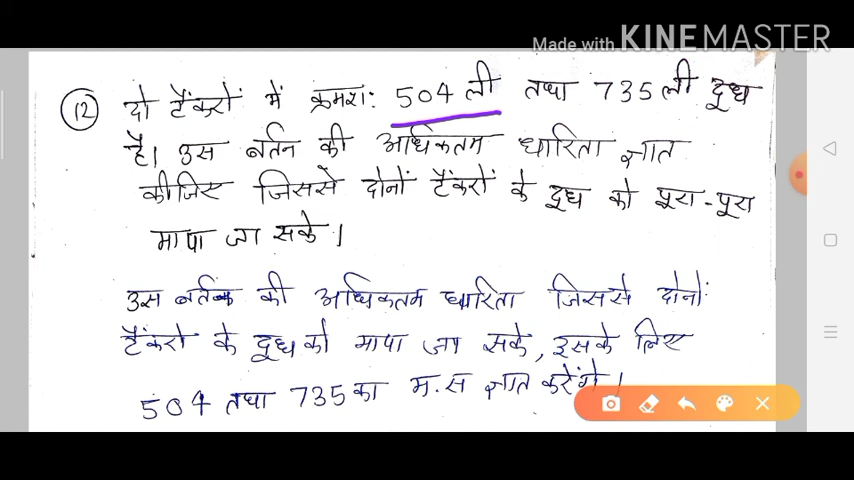 Made with KINEMASTER
(12) दो टैंकरों में क्रमशः 504 ली तथा 735 ली दूध
है। उस बर्तन की अधिकतम धारिता ज्ञात
कीजिए जिससे दोनों टैंकरों के दूध को पूरा-पूरा
मापा जा सके।
उस बर्तन की अधिकतम धारिता जिससे दोनों
टैंकरो के दूध को मापा जा सके, इसके लिए
504 तथा 735 का म.स ज्ञात करेंगे।